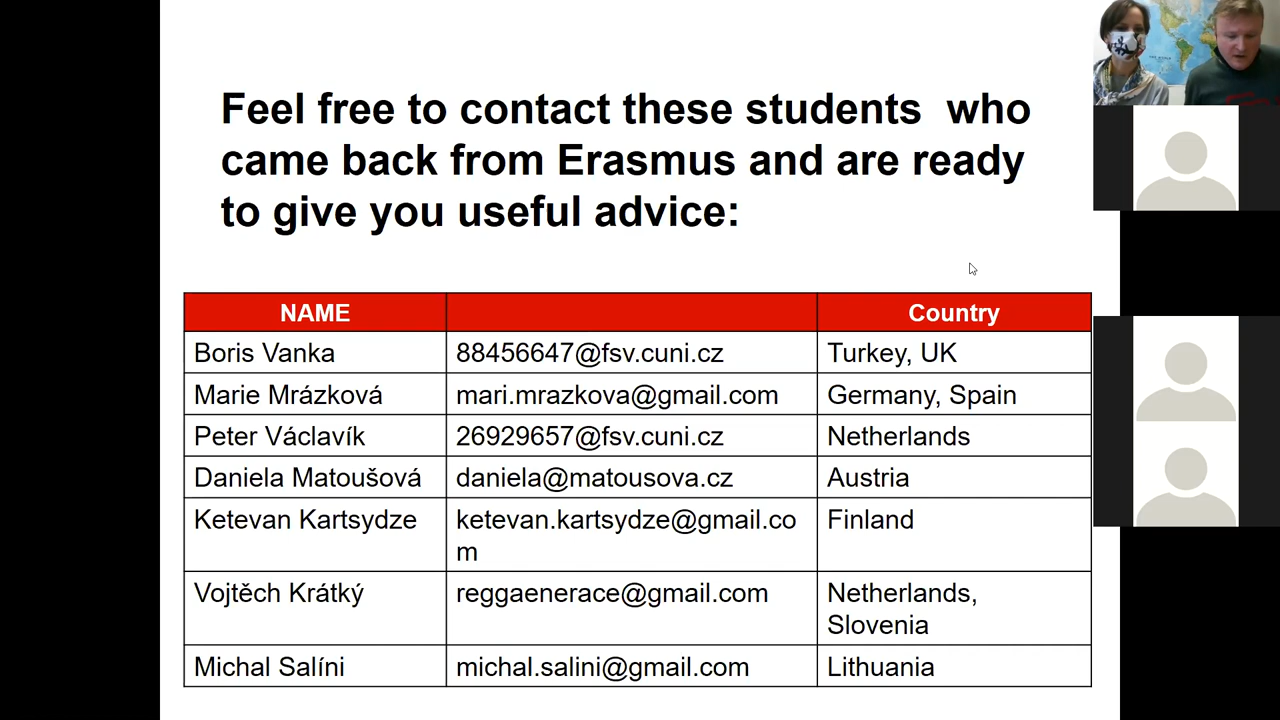 Feel free to contact these students  who
came back from Erasmus and are ready
to give you useful advice:
NAME Country
Boris Vanka 88456647@fsv.cuni.cz Turkey, UK
Marie Mrázková mari.mrazkova@gmail.com Germany, Spain
Peter Václavík 26929657@fsv.cuni.cz Netherlands
Daniela Matoušová daniela@matousova.cz Austria
Ketevan Kartsydze ketevan.kartsydze@gmail.co Finland
m
Vojtěch Krátký reggaenerace@gmail.com Netherlands,
Slovenia
Michal Salíni michal.salini@gmail.com Lithuania